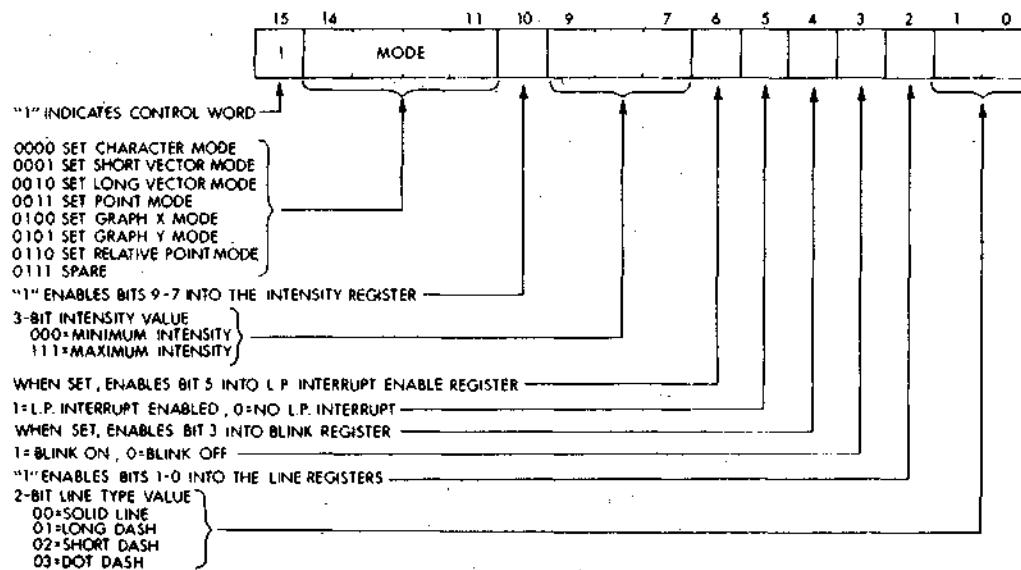 15 14 11 10 9 7 6 5 4 3 2 1 0
1 MODE
"1" INDICATES CONTROL WORD
0000 SET CHARACTER MODE
0001 SET SHORT VECTOR MODE
0010 SET LONG VECTOR MODE
0011 SET POINT MODE
0100 SET GRAPH X MODE
0101 SET GRAPH Y MODE
0110 SET RELATIVE POINT MODE
0111 SPARE
"1" ENABLES BITS 9-7 INTO THE INTENSITY REGISTER
3-BIT INTENSITY VALUE
000=MINIMUM INTENSITY
111=MAXIMUM INTENSITY
WHEN SET, ENABLES BIT 5 INTO L.P. INTERRUPT ENABLE REGISTER
1=L.P. INTERRUPT ENABLED, 0=NO L.P. INTERRUPT
WHEN SET, ENABLES BIT 3 INTO BLINK REGISTER
1=BLINK ON, 0=BLINK OFF
"1" ENABLES BITS 1-0 INTO THE LINE REGISTERS
2-BIT LINE TYPE VALUE
00=SOLID LINE
01=LONG DASH
02=SHORT DASH
03=DOT DASH